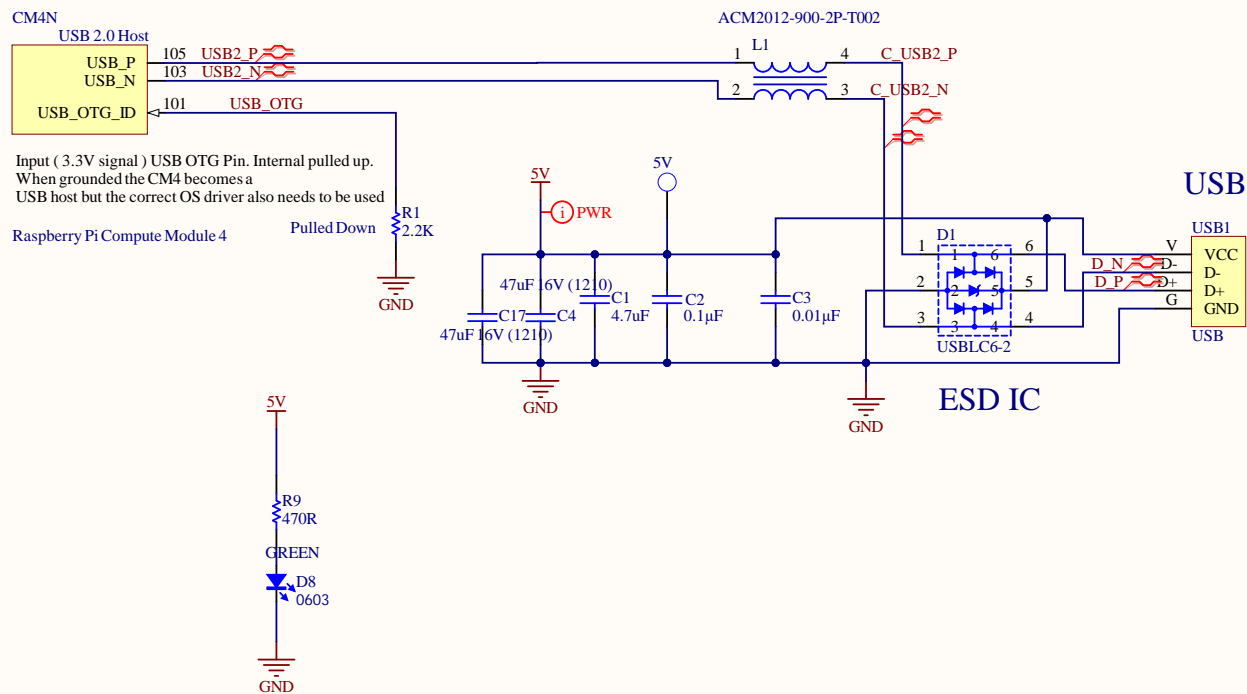 CM4N
ACM2012-900-2P-T002
USB 2.0 Host
L1
USB_P
105
USB2_P
1
4
C_USB2_P
USB_N
103
USB2_N
2
3
C_USB2_N
USB_OTG_ID
101
USB_OTG
Input ( 3.3V signal ) USB OTG Pin. Internal pulled up.
When grounded the CM4 becomes a
USB host but the correct OS driver also needs to be used
Raspberry Pi Compute Module 4
Pulled Down
R1
2.2K
GND
5V
i
PWR
5V
47uF 16V (1210)
C17
47uF 16V (1210)
C4
C1
4.7uF
C2
0.1µF
C3
0.01µF
GND
D1
1
1
6
6
2
2
5
5
3
3
4
4
USBLC6-2
ESD IC
GND
USB
USB1
V
VCC
D_N
D-
D-
D_P
D+
D+
G
GND
USB
5V
R9
470R
GREEN
D8
0603
GND